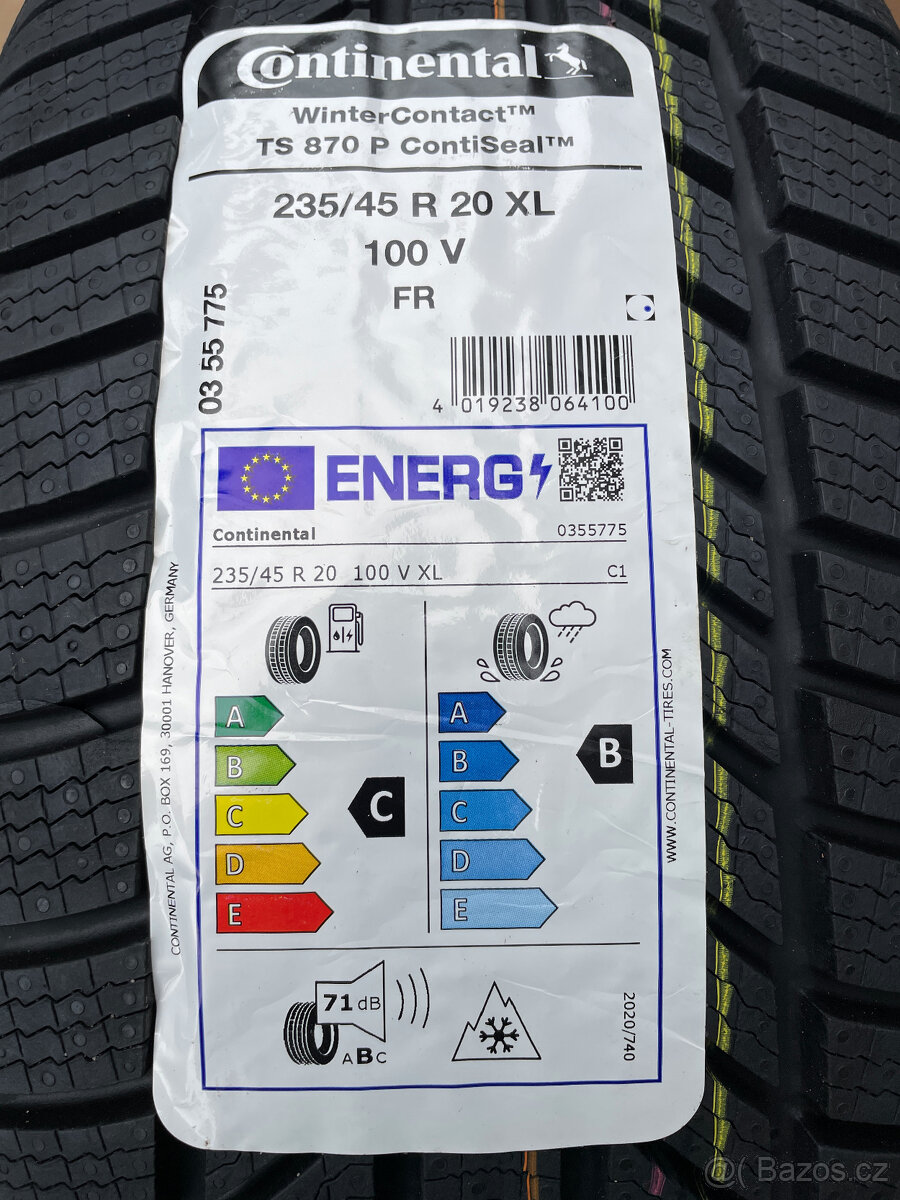 Continental
WinterContact™
TS 870 P ContiSeal™
235/45 R 20 XL
100 V
FR
03 55 775
4 019238 064100
ENERG
Continental 0355775
235/45 R 20 100 V XL C1
A
B
C
D
E
C
A
B
C
D
E
B
71 dB
ABC
2020/740
CONTINENTAL AG, P.O. BOX 169, 30001 HANOVER, GERMANY
WWW.CONTINENTAL-TIRES.COM
Bazoš.cz